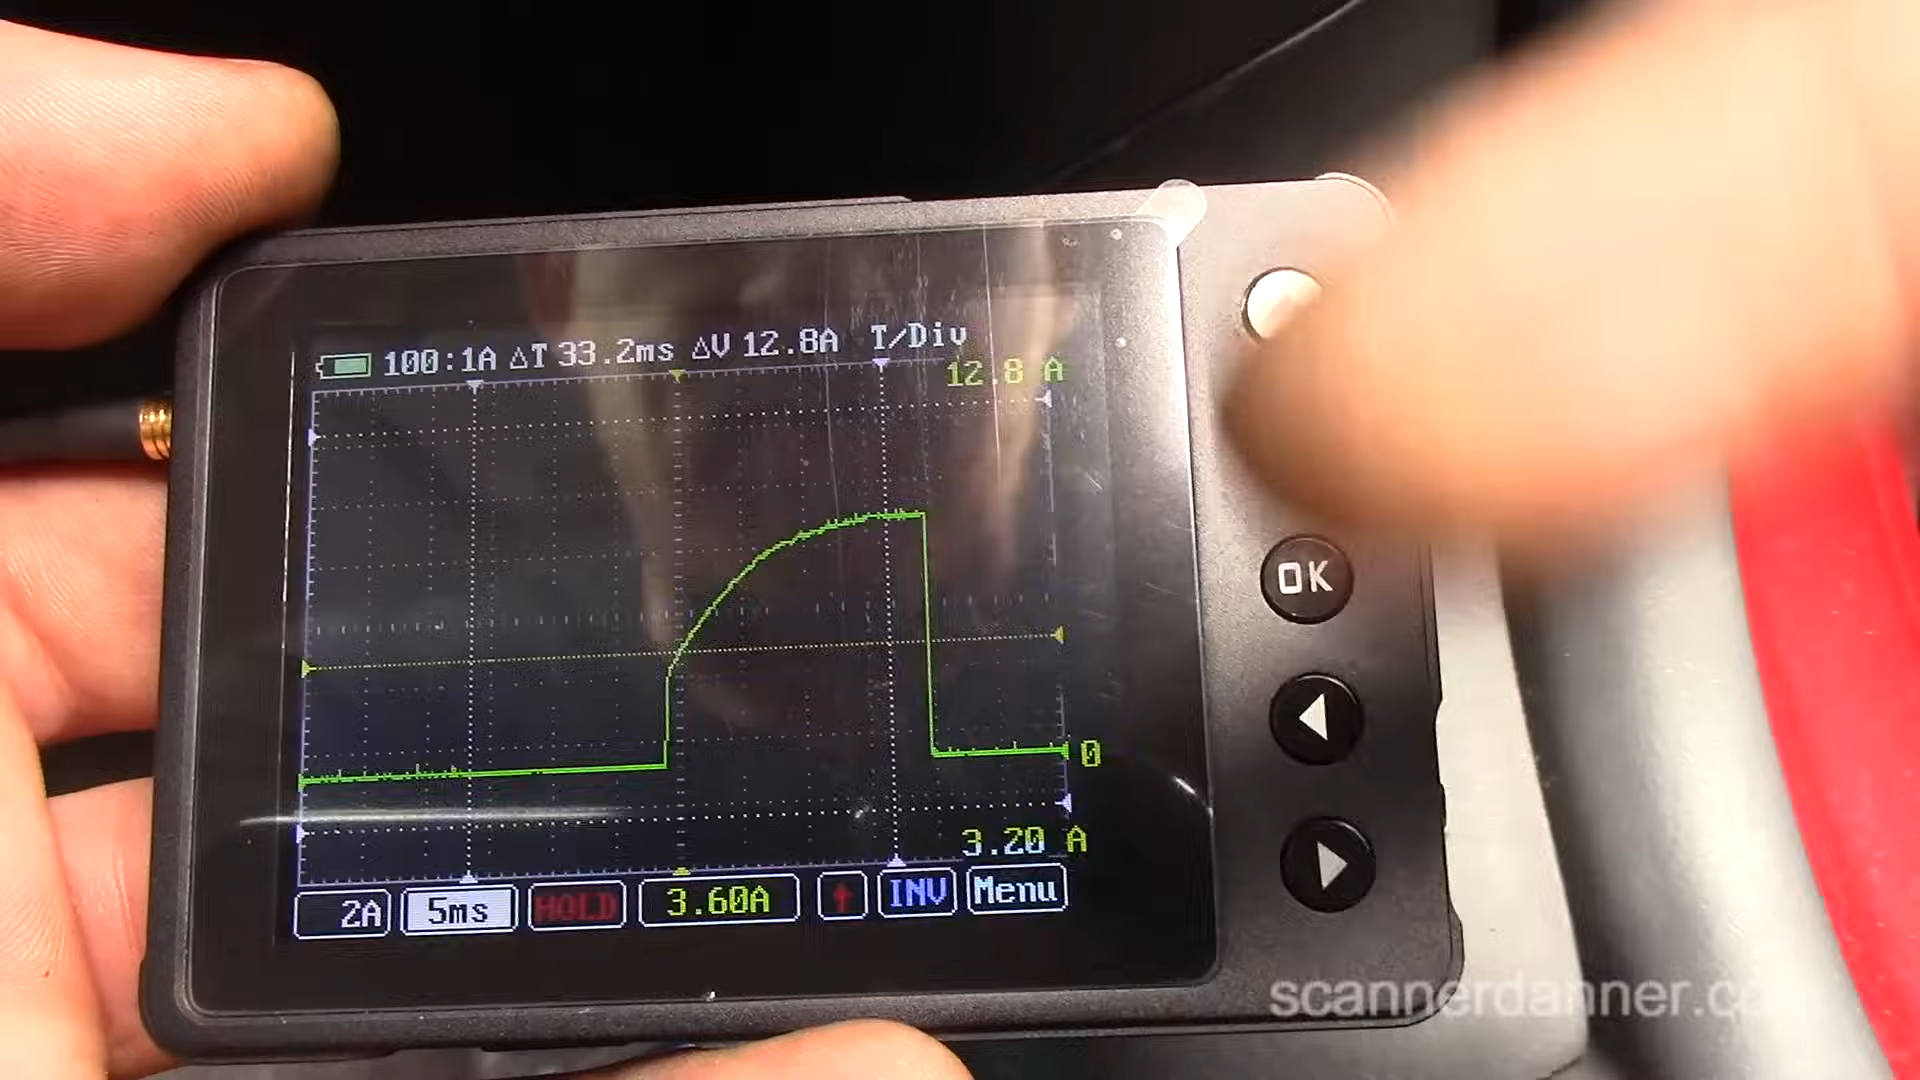 100:1A ΔT 33.2ms ΔV 12.8A T/Div
12.8 A
OK
0
3.20 A
2A 5ms HOLD 3.60A INV Menu
scannerdanner.c